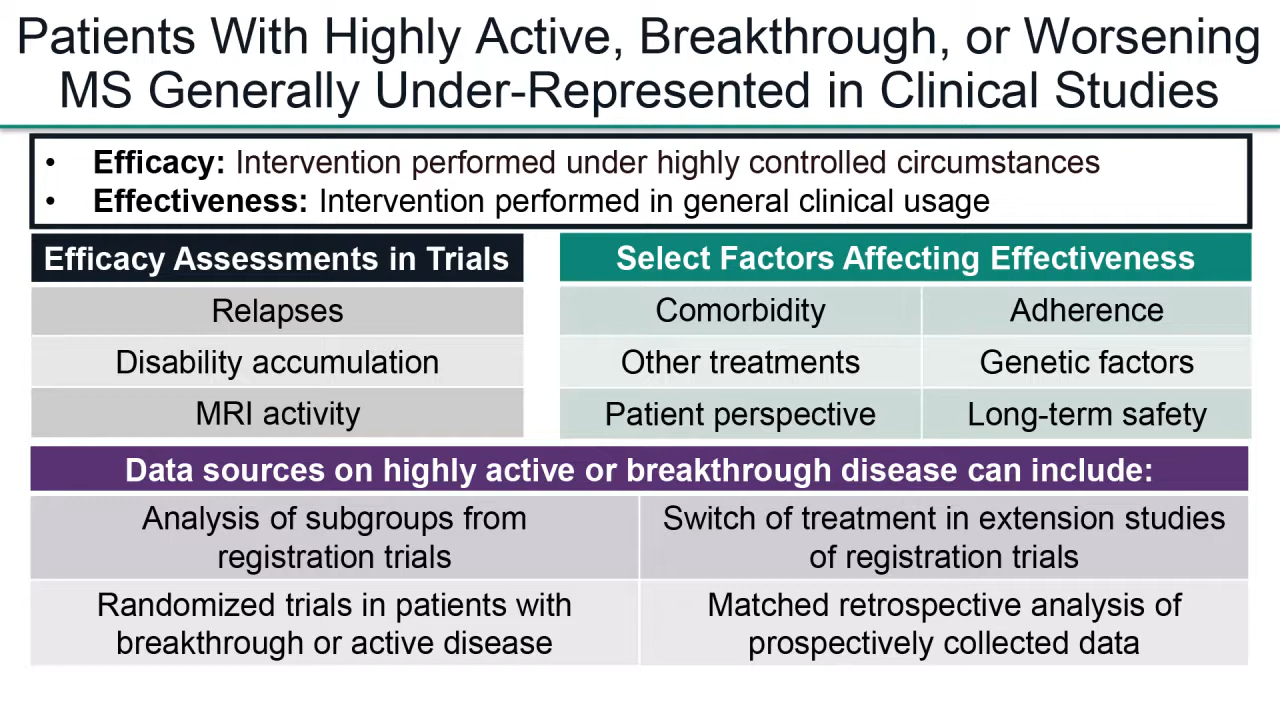 Patients With Highly Active, Breakthrough, or Worsening
MS Generally Under-Represented in Clinical Studies
• Efficacy: Intervention performed under highly controlled circumstances
• Effectiveness: Intervention performed in general clinical usage
Efficacy Assessments in Trials
Relapses
Disability accumulation
MRI activity
Select Factors Affecting Effectiveness
Comorbidity
Adherence
Other treatments
Genetic factors
Patient perspective
Long-term safety
Data sources on highly active or breakthrough disease can include:
Analysis of subgroups from
registration trials
Switch of treatment in extension studies
of registration trials
Randomized trials in patients with
breakthrough or active disease
Matched retrospective analysis of
prospectively collected data